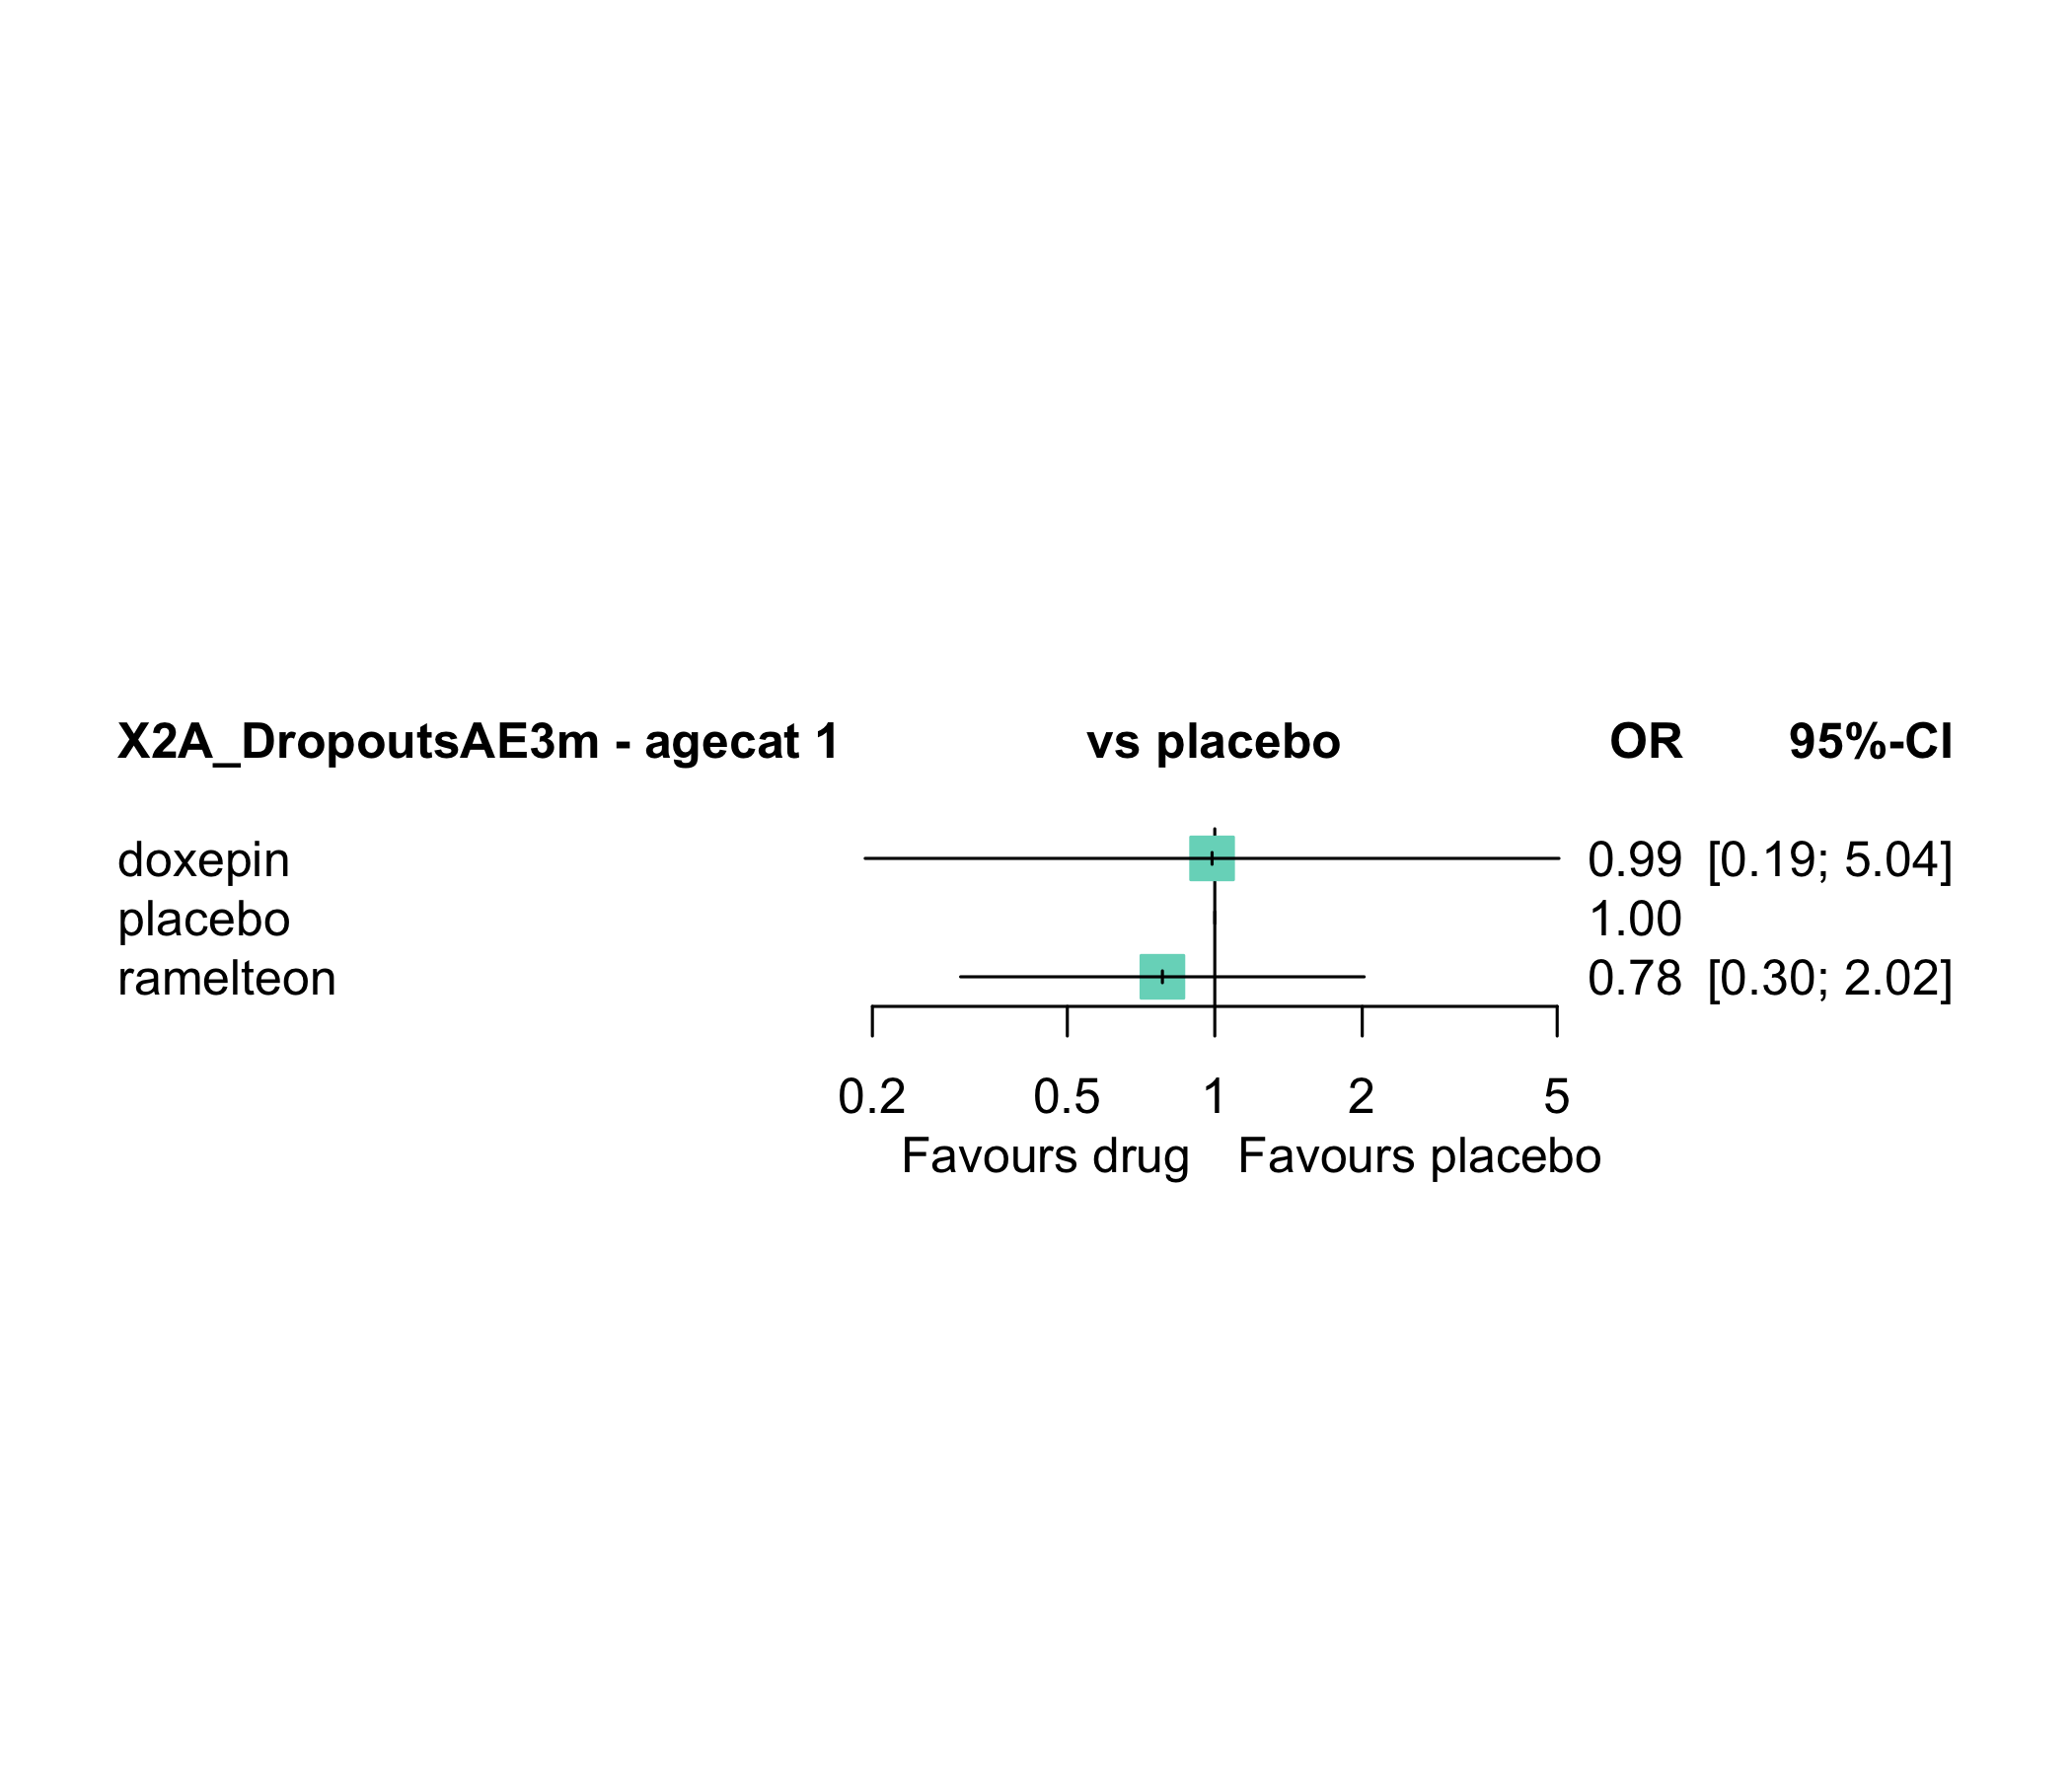 X2A_DropoutsAE3m - agecat 1 vs placebo OR 95%-CI
doxepin 0.99 [0.19; 5.04]
placebo 1.00
ramelteon 0.78 [0.30; 2.02]
0.2 0.5 1 2 5
Favours drug Favours placebo